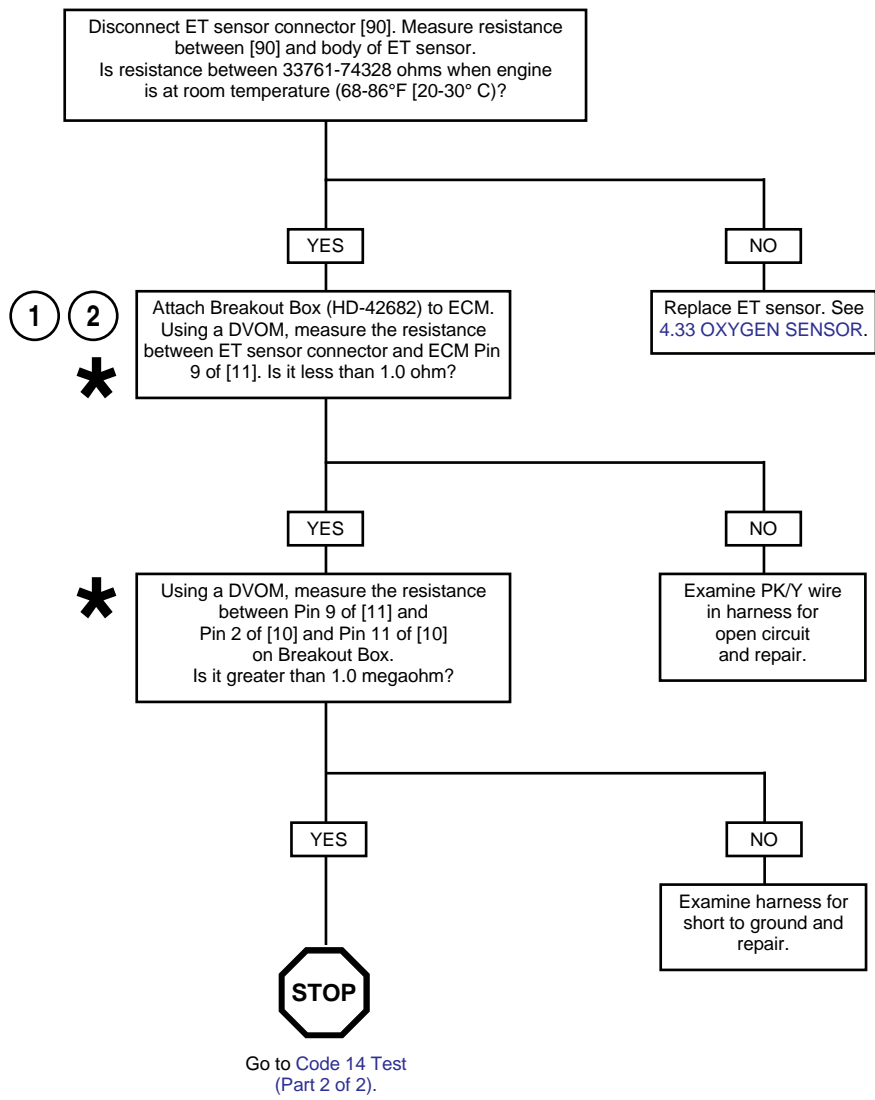 Disconnect ET sensor connector [90]. Measure resistance
between [90] and body of ET sensor.
Is resistance between 33761-74328 ohms when engine
is at room temperature (68-86°F [20-30° C)?
YES
NO
1 2
Attach Breakout Box (HD-42682) to ECM.
Using a DVOM, measure the resistance
between ET sensor connector and ECM Pin
9 of [11]. Is it less than 1.0 ohm?
*
Replace ET sensor. See
4.33 OXYGEN SENSOR.
YES
NO
*
Using a DVOM, measure the resistance
between Pin 9 of [11] and
Pin 2 of [10] and Pin 11 of [10]
on Breakout Box.
Is it greater than 1.0 megaohm?
Examine PK/Y wire
in harness for
open circuit
and repair.
YES
NO
Examine harness for
short to ground and
repair.
STOP
Go to Code 14 Test
(Part 2 of 2).